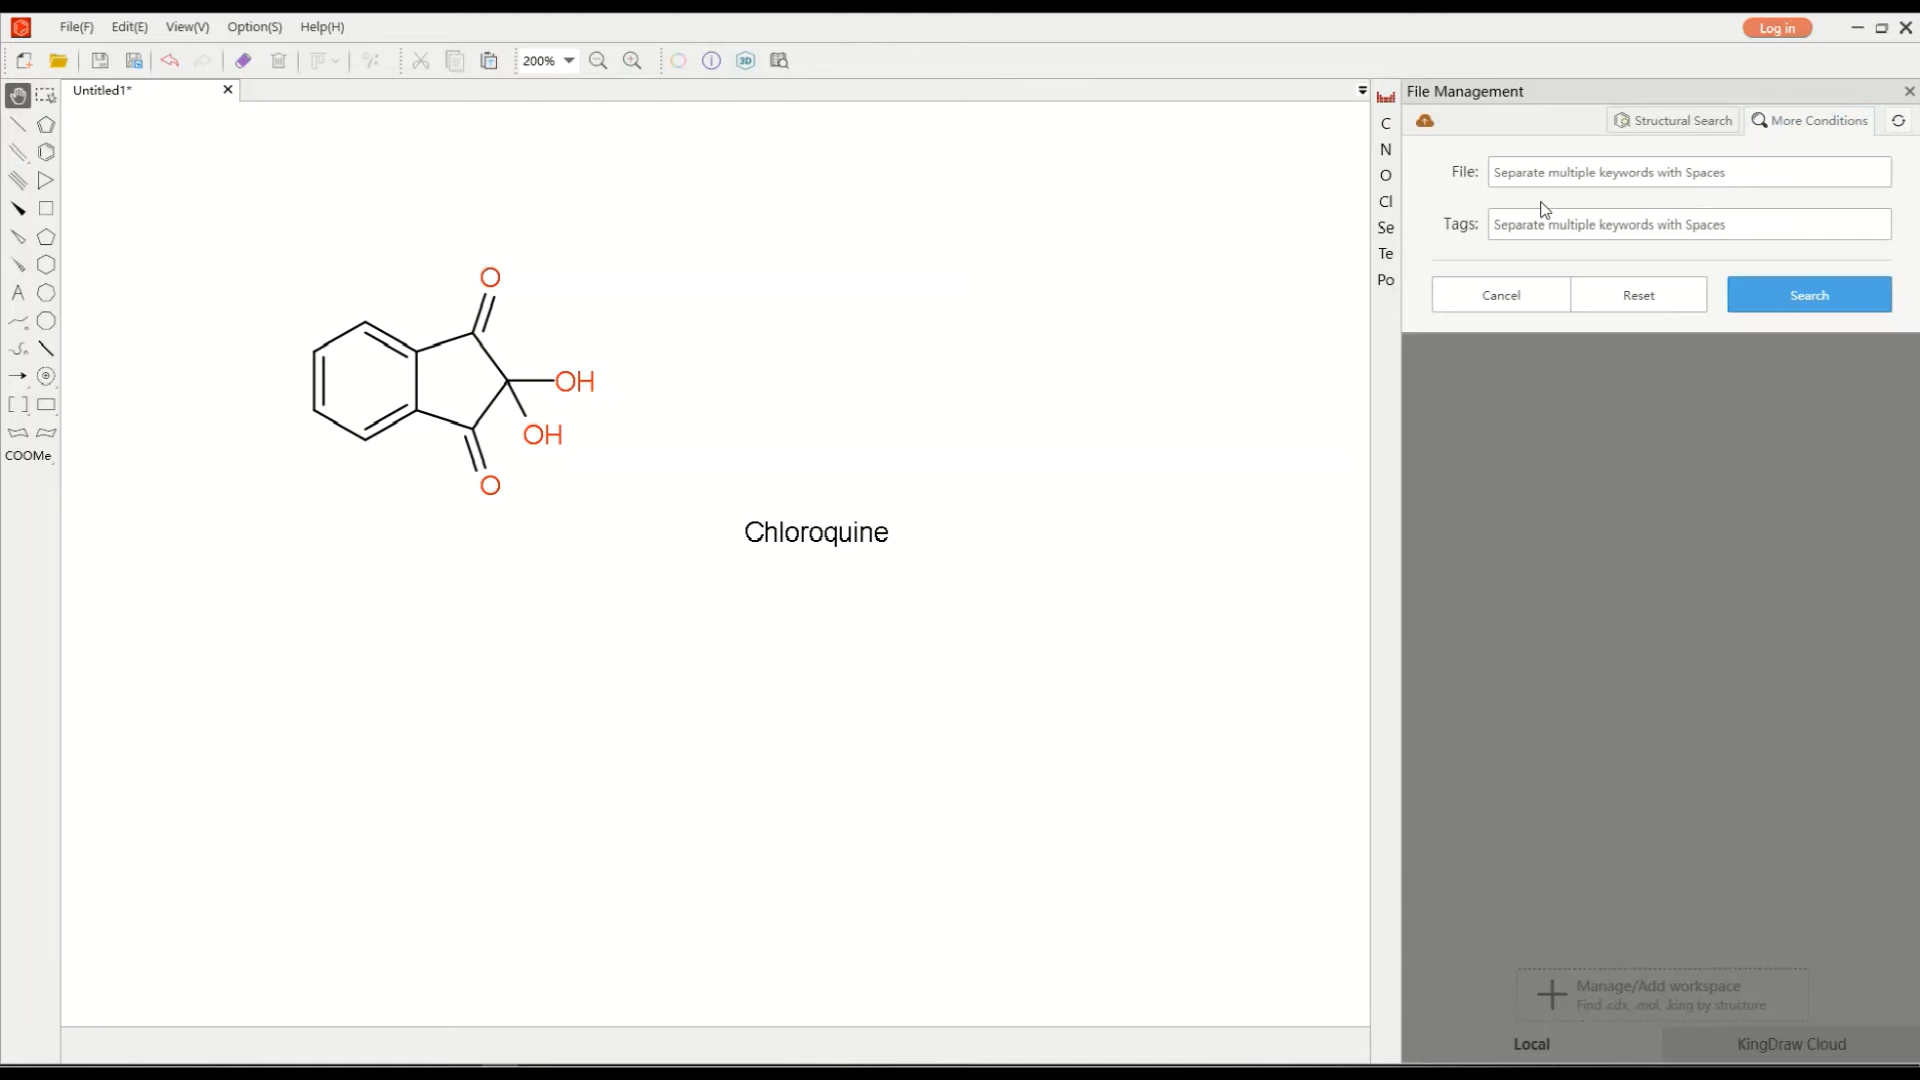 File(F) Edit(E) View(V) Option(S) Help(H) Log in
200% 3D
Untitled1*
File Management
Structural Search More Conditions
C
N
O
Cl
Se
Te
Po
File: Separate multiple keywords with Spaces
Tags: Separate multiple keywords with Spaces
Cancel Reset Search
A
COOMe
O
OH
OH
O
Chloroquine
Manage/Add workspace
Find .cdx, .mol, .king by structure
Local KingDraw Cloud